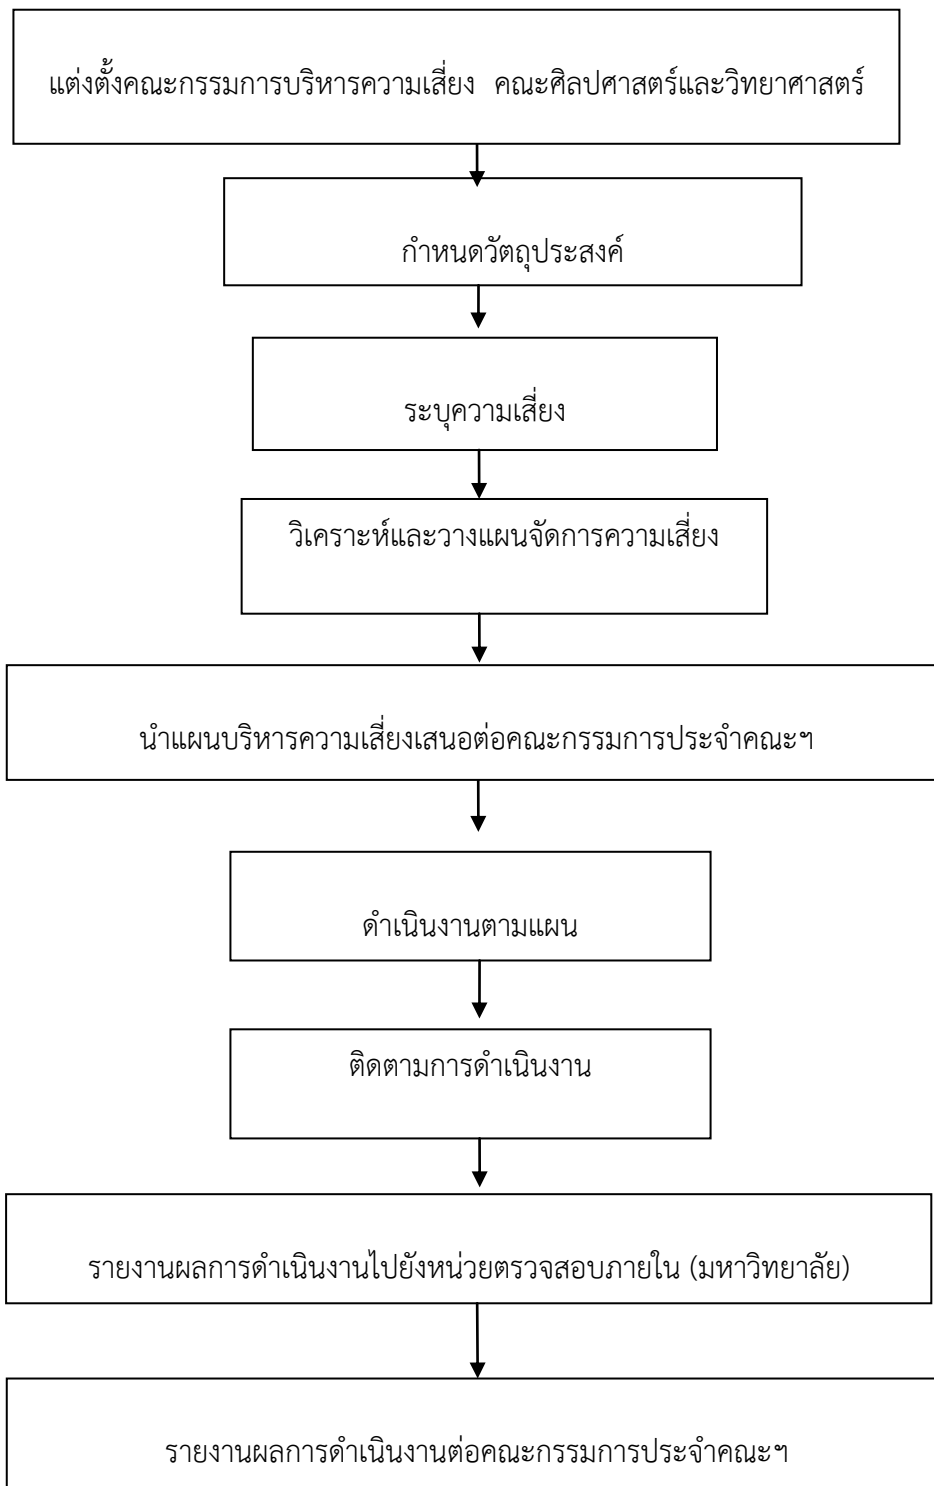 แต่งตั้งคณะกรรมการบริหารความเสี่ยง คณะศิลปศาสตร์และวิทยาศาสตร์
กำหนดวัตถุประสงค์
ระบุความเสี่ยง
วิเคราะห์และวางแผนจัดการความเสี่ยง
นำแผนบริหารความเสี่ยงเสนอต่อคณะกรรมการประจำคณะฯ
ดำเนินงานตามแผน
ติดตามการดำเนินงาน
รายงานผลการดำเนินงานไปยังหน่วยตรวจสอบภายใน (มหาวิทยาลัย)
รายงานผลการดำเนินงานต่อคณะกรรมการประจำคณะฯ